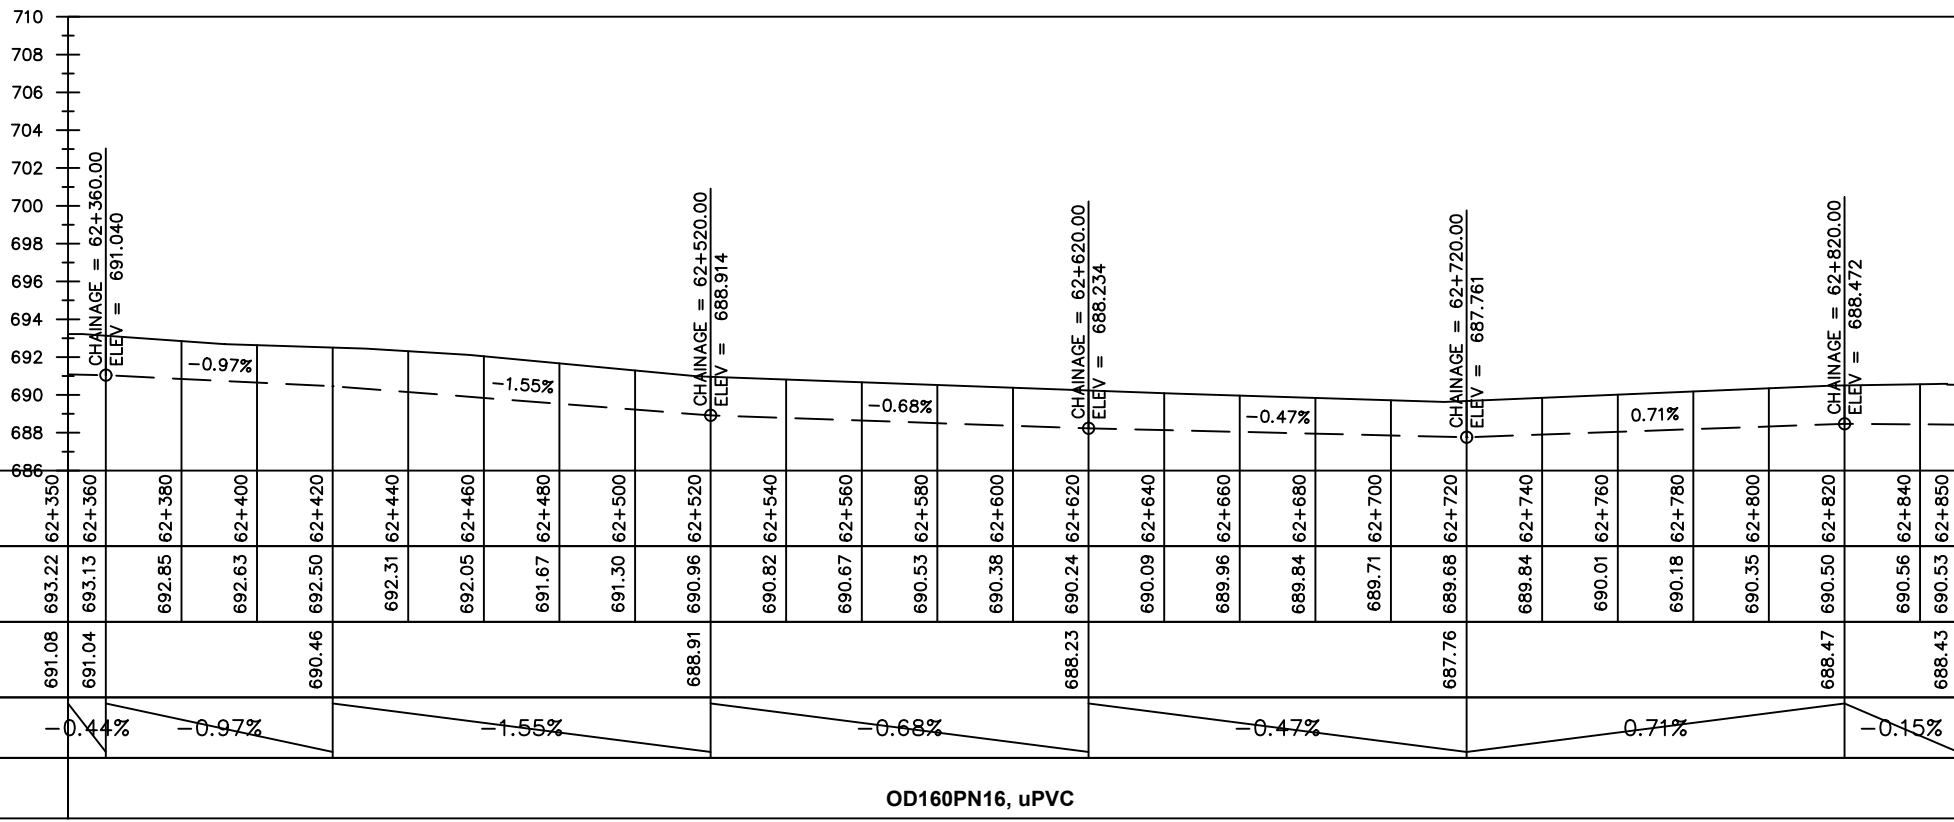 710
708
706
704
702
700
698
696
694
692
690
688
686
CHAINAGE = 62+360.00
ELEV = 691.040
CHAINAGE = 62+520.00
ELEV = 688.914
CHAINAGE = 62+620.00
ELEV = 688.234
CHAINAGE = 62+720.00
ELEV = 687.761
CHAINAGE = 62+820.00
ELEV = 688.472
-0.97%
-1.55%
-0.68%
-0.47%
0.71%
62+350 62+360 62+380 62+400 62+420 62+440 62+460 62+480 62+500 62+520 62+540 62+560 62+580 62+600 62+620 62+640 62+660 62+680 62+700 62+720 62+740 62+760 62+780 62+800 62+820 62+840 62+850
693.22 693.13 692.85 692.63 692.50 692.31 692.05 691.67 691.30 690.96 690.82 690.67 690.53 690.38 690.24 690.09 689.96 689.84 689.71 689.68 689.84 690.01 690.18 690.35 690.50 690.56 690.53
691.08 691.04 690.46 688.91 688.23 687.76 688.47 688.43
-0.44% -0.97% -1.55% -0.68% -0.47% 0.71% -0.15%
OD160PN16, uPVC